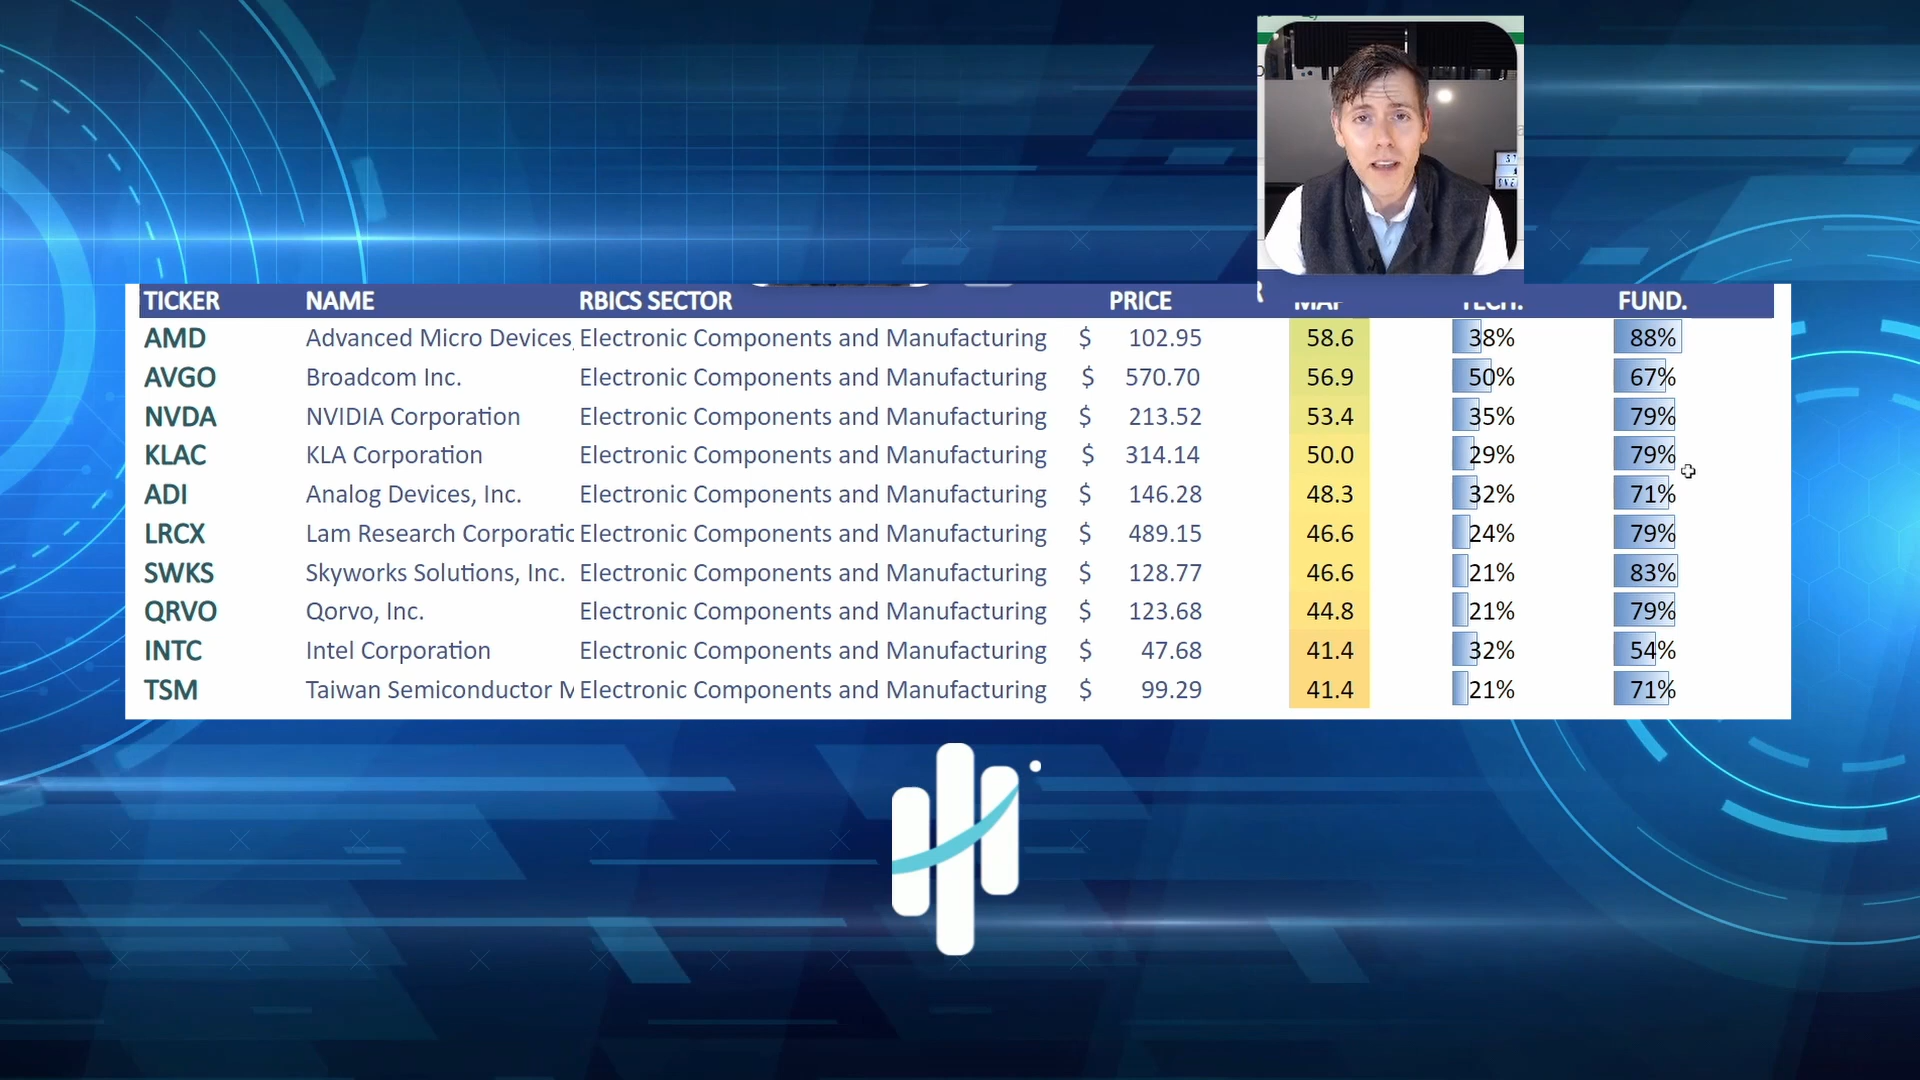 TICKER NAME RBICS SECTOR PRICE R MAP TECH. FUND.
AMD Advanced Micro Devices, Electronic Components and Manufacturing $ 102.95 58.6 38% 88%
AVGO Broadcom Inc. Electronic Components and Manufacturing $ 570.70 56.9 50% 67%
NVDA NVIDIA Corporation Electronic Components and Manufacturing $ 213.52 53.4 35% 79%
KLAC KLA Corporation Electronic Components and Manufacturing $ 314.14 50.0 29% 79%
ADI Analog Devices, Inc. Electronic Components and Manufacturing $ 146.28 48.3 32% 71%
LRCX Lam Research Corporatic Electronic Components and Manufacturing $ 489.15 46.6 24% 79%
SWKS Skyworks Solutions, Inc. Electronic Components and Manufacturing $ 128.77 46.6 21% 83%
QRVO Qorvo, Inc. Electronic Components and Manufacturing $ 123.68 44.8 21% 79%
INTC Intel Corporation Electronic Components and Manufacturing $ 47.68 41.4 32% 54%
TSM Taiwan Semiconductor M Electronic Components and Manufacturing $ 99.29 41.4 21% 71%